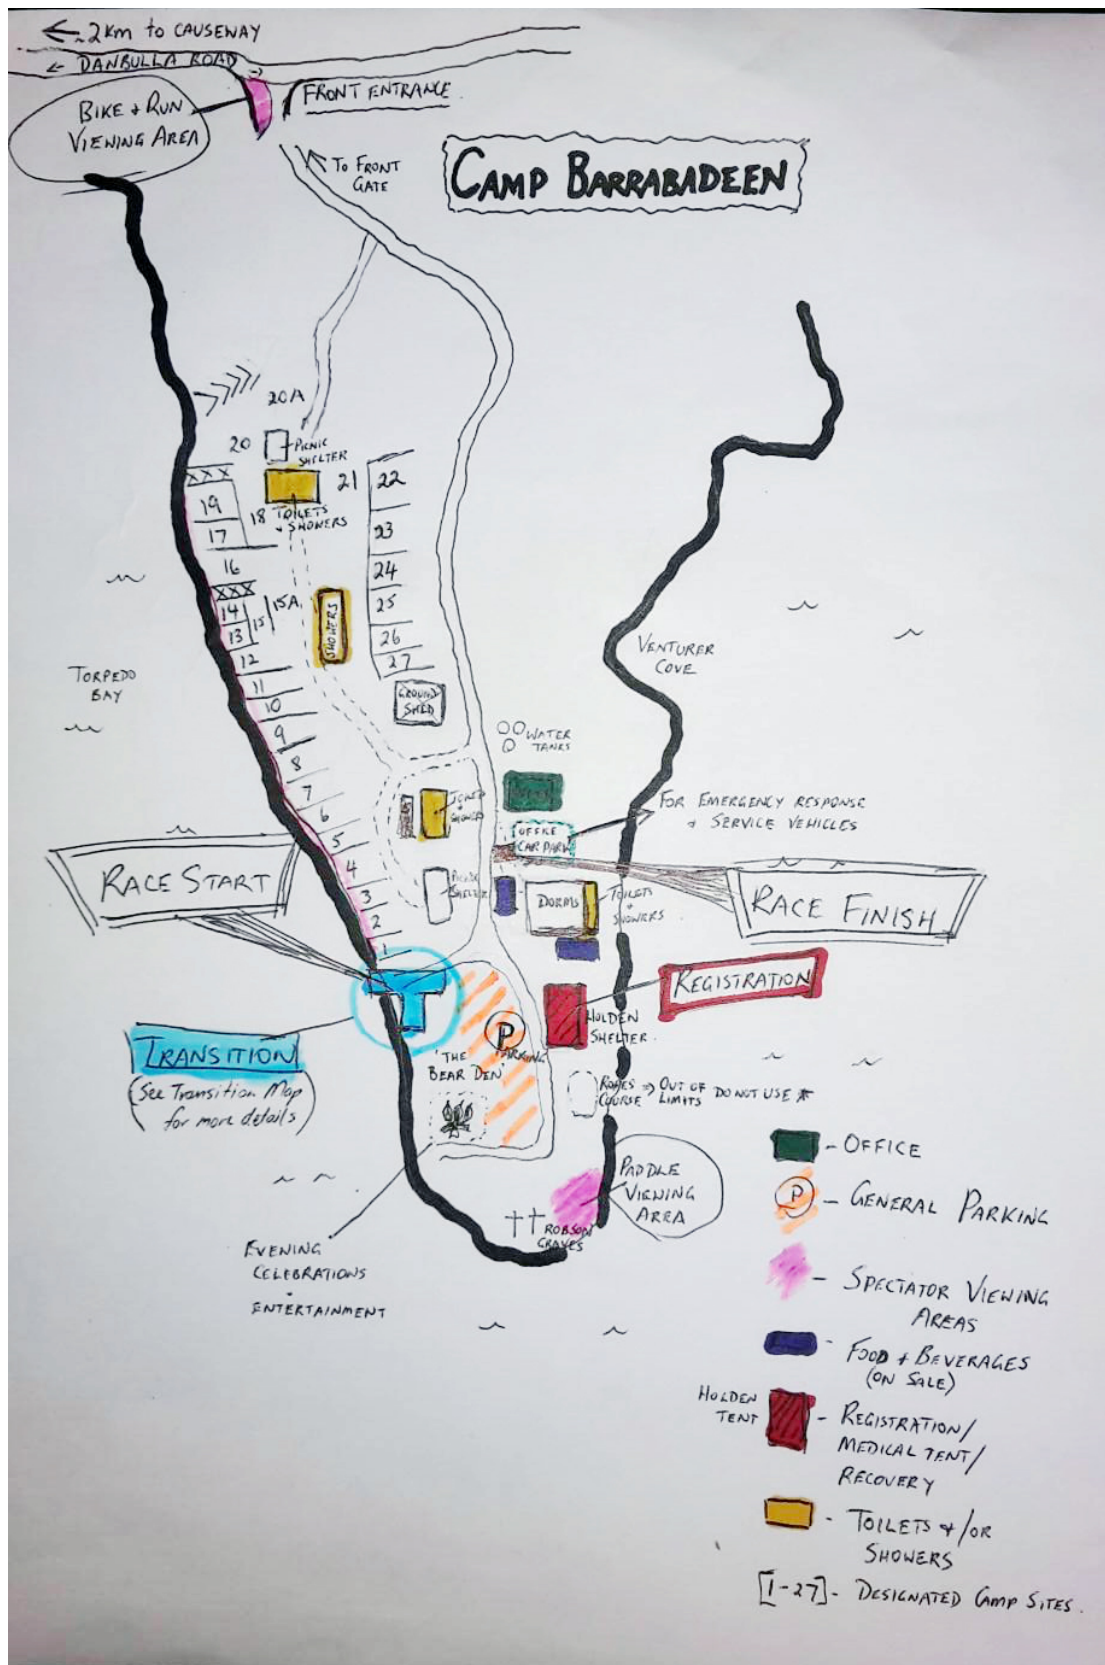 ← ~2Km to CAUSEWAY
← DANBULLA ROAD →
BIKE + RUN
VIEWING AREA
FRONT ENTRANCE.
To FRONT
GATE
CAMP BARRABADEEN
20A
20
PICNIC
SHELTER
21
22
19
18
TOILETS
+ SHOWERS
17
23
16
24
XXX
XXX
14
15
15A
25
13
SHOWERS
26
12
27
11
10
9
8
7
6
5
4
3
2
1
TORPEDO
BAY
GROUND
SHED
WATER
TANKS
VENTURER
COVE
OFFICE
CAR PARK
FOR EMERGENCY RESPONSE
+ SERVICE VEHICLES
SHELTER
DORMS
TOILETS
+
SHOWERS
RACE START
RACE FINISH
REGISTRATION
HOLDEN
SHELTER.
TRANSITION
(See Transition Map
for more details)
P
PARKING
'THE
BEAR DEN'
ROPES
COURSE ⇒ OUT OF
LIMITS
DO NOT USE *
PADDLE
VIEWING
AREA
ROBSON
GRAVES
EVENING
CELEBRATIONS
+
ENTERTAINMENT
- OFFICE
P - GENERAL PARKING
- SPECTATOR VIEWING
AREAS
- FOOD + BEVERAGES
(ON SALE)
HOLDEN
TENT
- REGISTRATION/
MEDICAL TENT/
RECOVERY
- TOILETS +/OR
SHOWERS
[1-27]- DESIGNATED CAMP SITES.